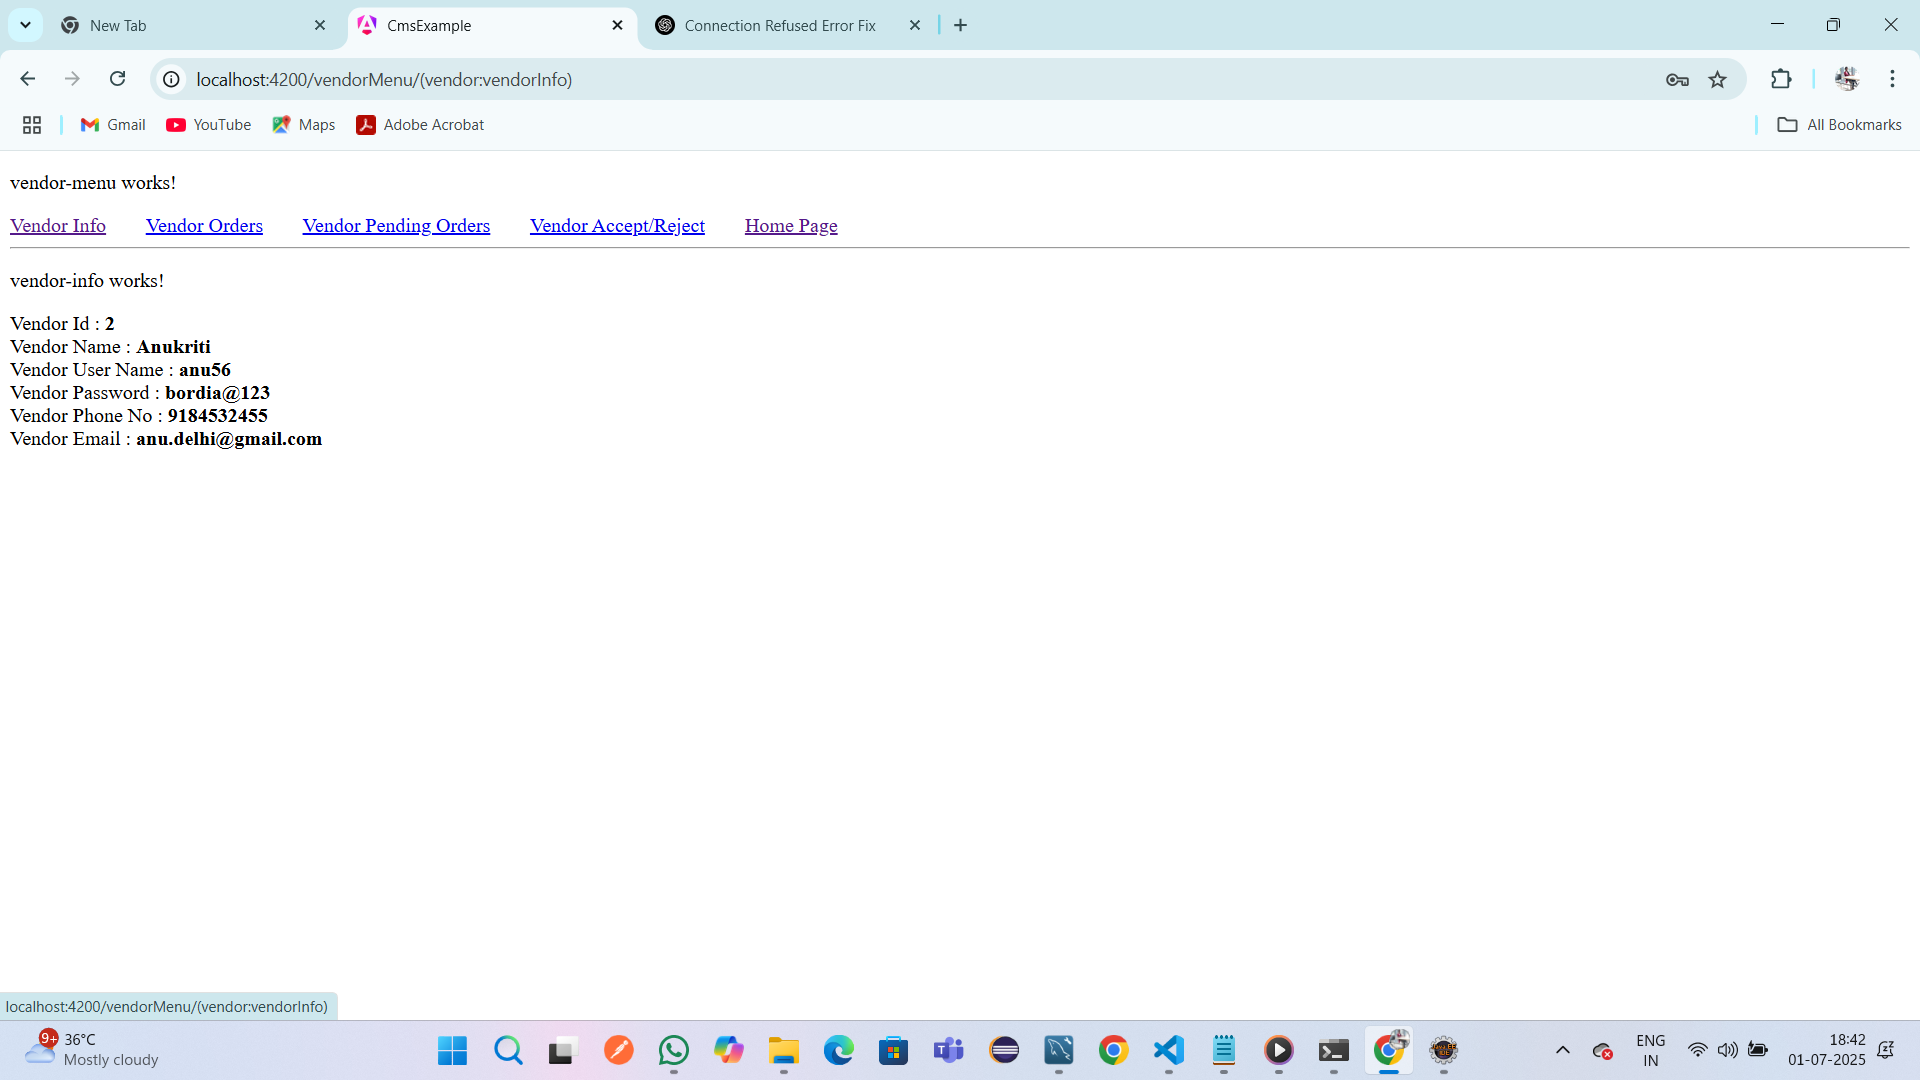 New Tab
CmsExample
Connection Refused Error Fix
localhost:4200/vendorMenu/(vendor:vendorInfo)
Gmail YouTube Maps Adobe Acrobat All Bookmarks
vendor-menu works!
Vendor Info Vendor Orders Vendor Pending Orders Vendor Accept/Reject Home Page
vendor-info works!
Vendor Id : 2
Vendor Name : Anukriti
Vendor User Name : anu56
Vendor Password : bordia@123
Vendor Phone No : 9184532455
Vendor Email : anu.delhi@gmail.com
localhost:4200/vendorMenu/(vendor:vendorInfo)
9+ 36°C
Mostly cloudy
ENG
IN
18:42
01-07-2025